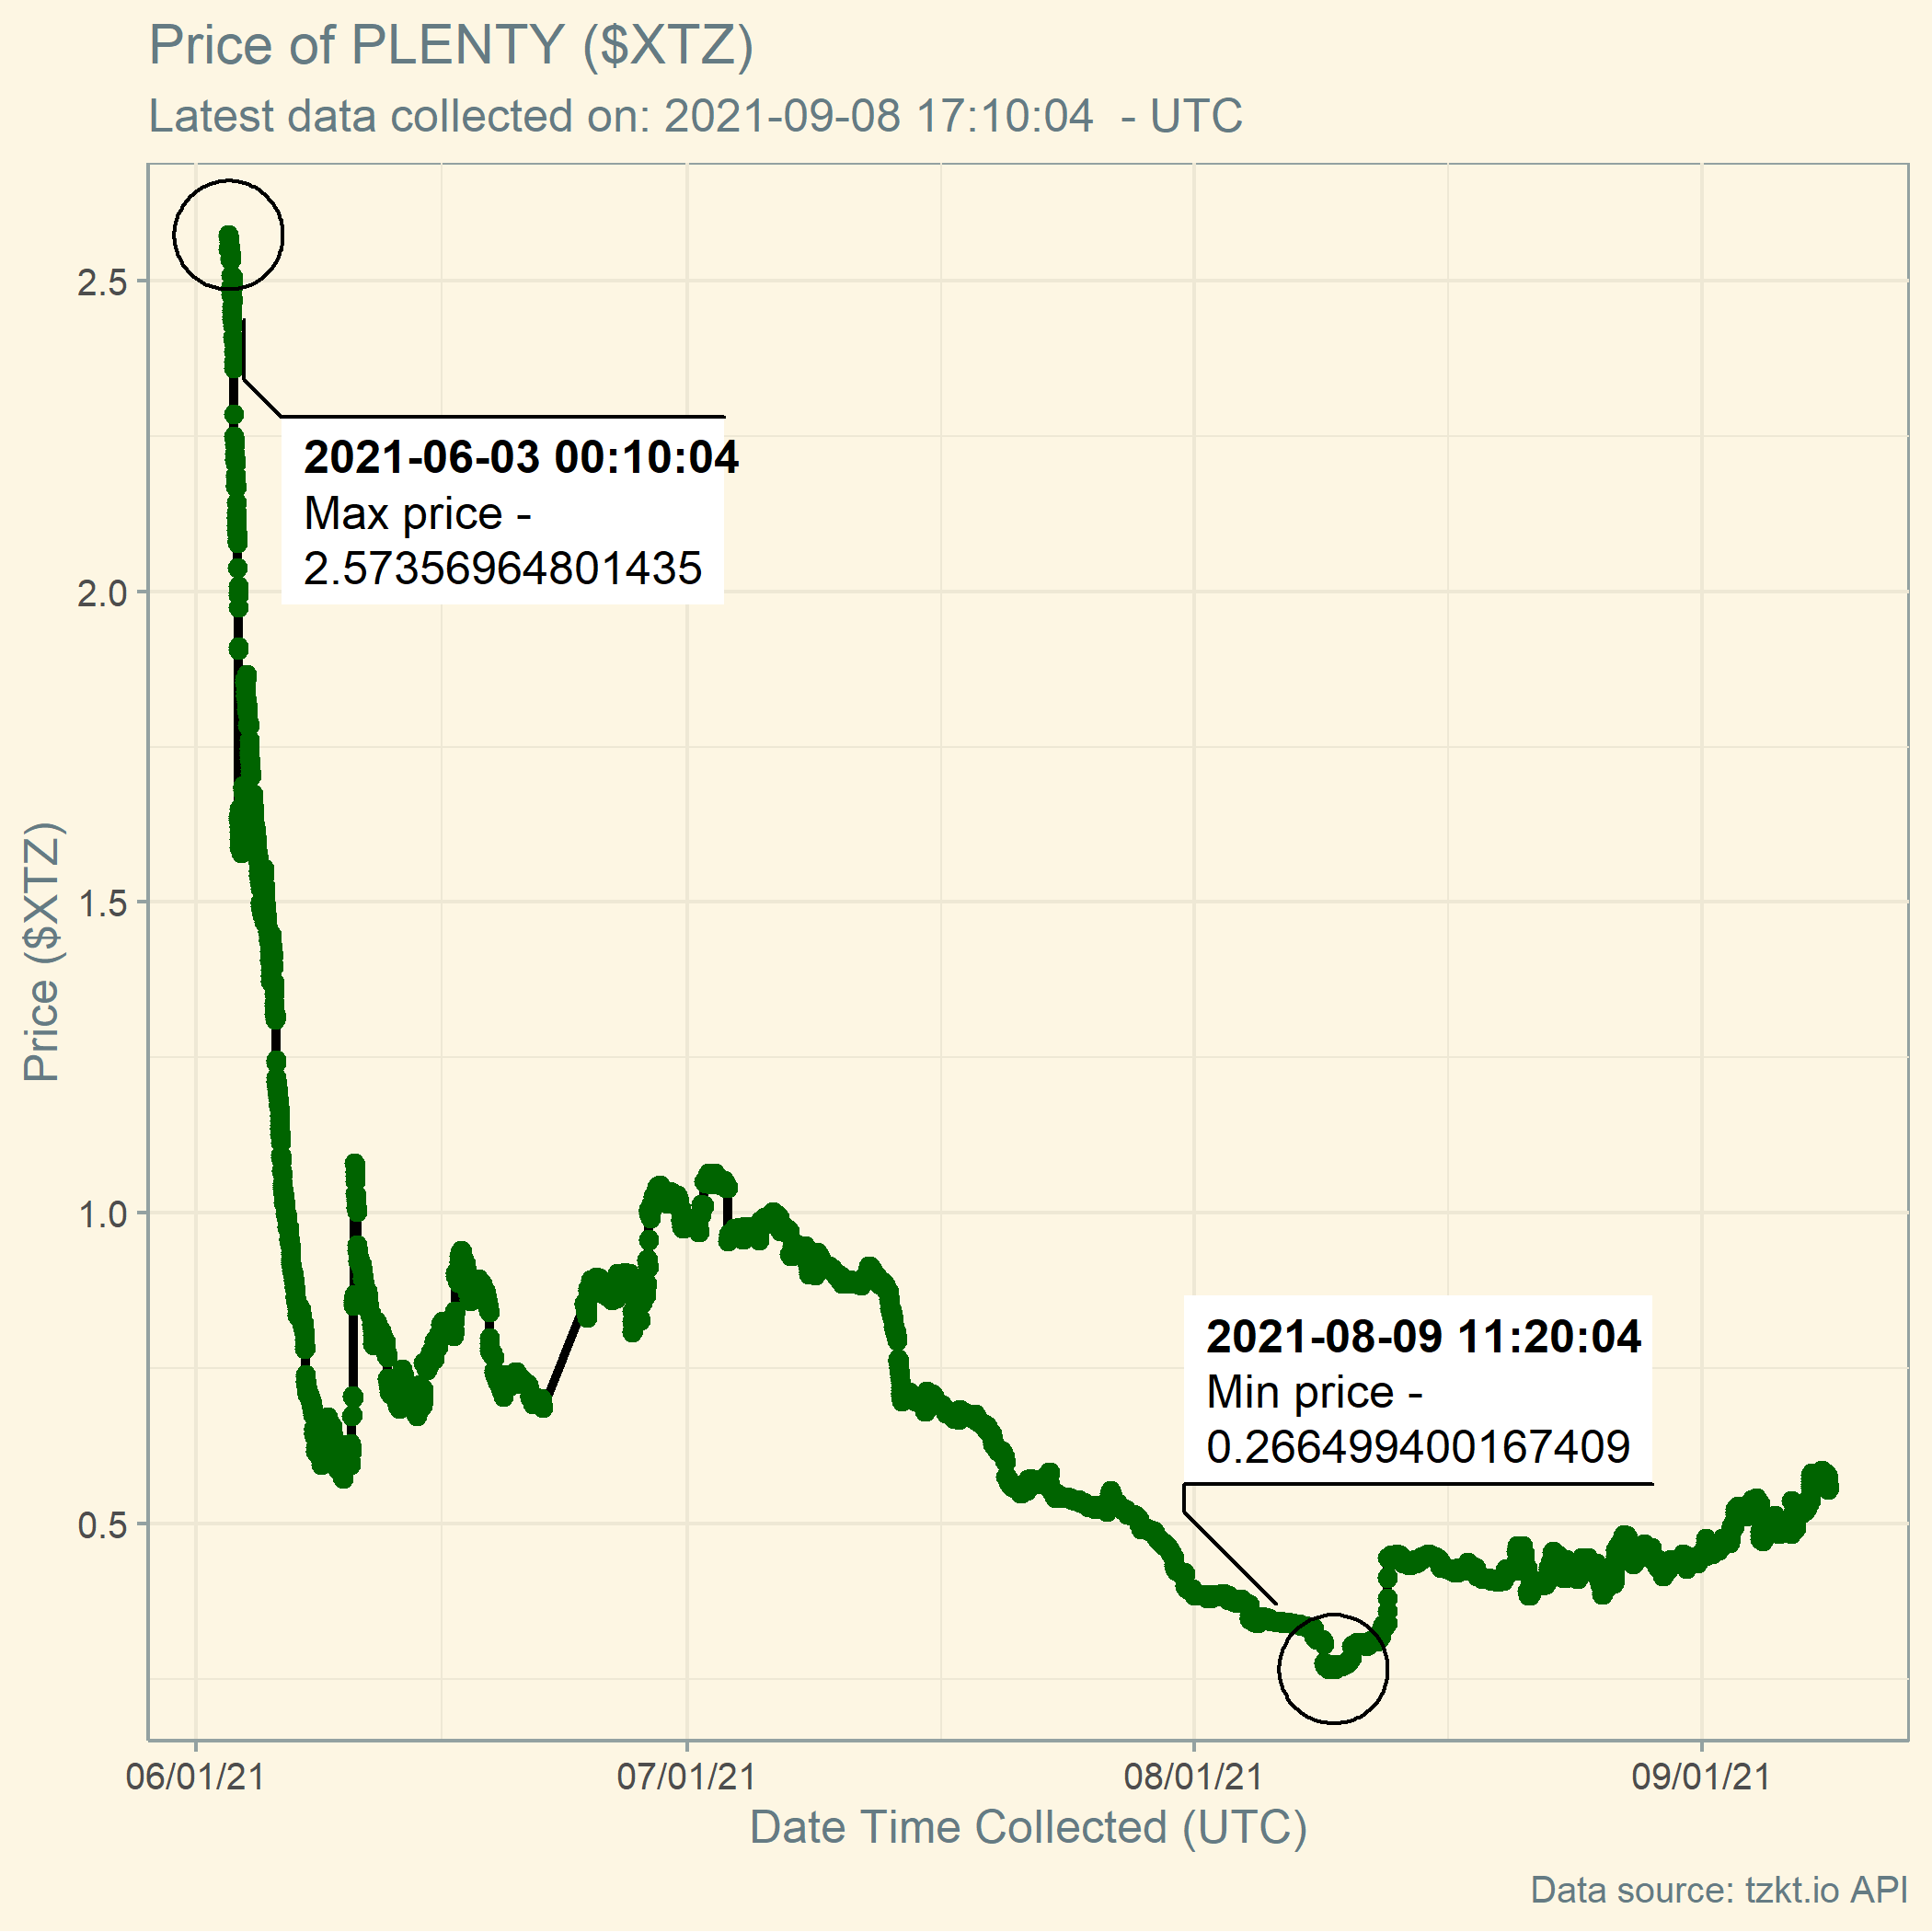 Price of PLENTY ($XTZ)
Latest data collected on: 2021-09-08 17:10:04  - UTC
2.5
2.0
1.5
1.0
0.5
Price ($XTZ)
2021-06-03 00:10:04
Max price -
2.57356964801435
2021-08-09 11:20:04
Min price -
0.266499400167409
06/01/21
07/01/21
08/01/21
09/01/21
Date Time Collected (UTC)
Data source: tzkt.io API